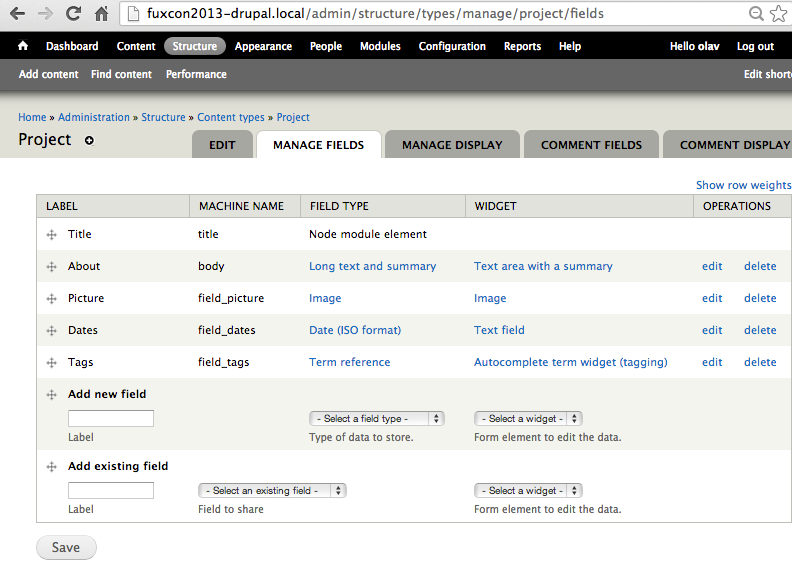 fuxcon2013-drupal.local/admin/structure/types/manage/project/fields
Dashboard Content Structure Appearance People Modules Configuration Reports Help Hello olav Log out
Add content Find content Performance Edit short
Home » Administration » Structure » Content types » Project
Project EDIT MANAGE FIELDS MANAGE DISPLAY COMMENT FIELDS COMMENT DISPLAY
Show row weights
LABEL MACHINE NAME FIELD TYPE WIDGET OPERATIONS
Title title Node module element
About body Long text and summary Text area with a summary edit delete
Picture field_picture Image Image edit delete
Dates field_dates Date (ISO format) Text field edit delete
Tags field_tags Term reference Autocomplete term widget (tagging) edit delete
Add new field
- Select a field type - - Select a widget -
Label Type of data to store. Form element to edit the data.
Add existing field
- Select an existing field - - Select a widget -
Label Field to share Form element to edit the data.
Save